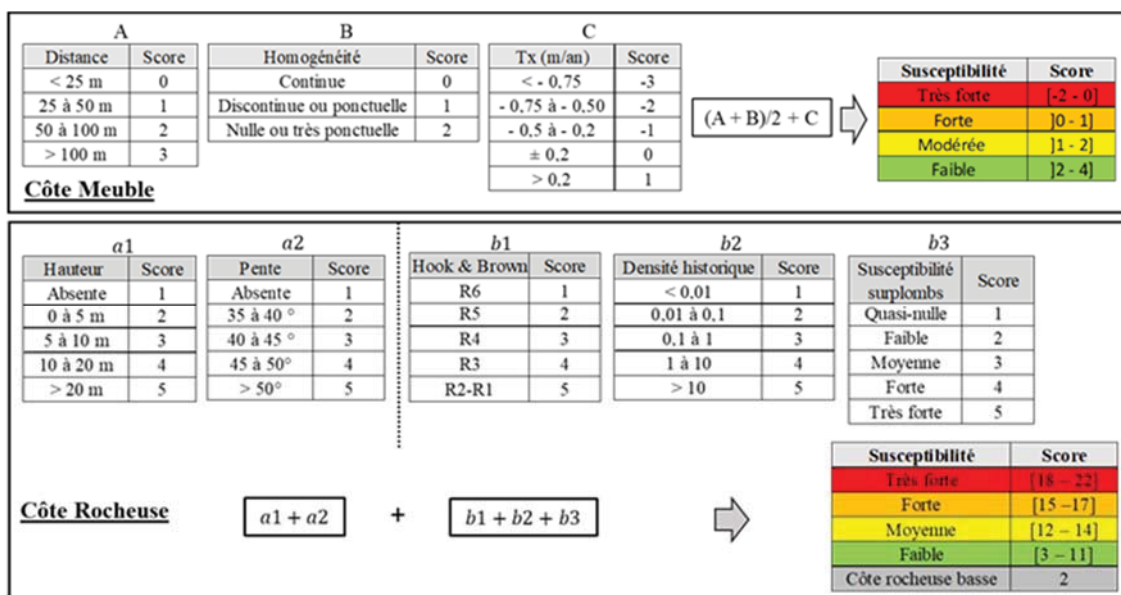 A B C
Distance Score Homogénéité Score Tx (m/an) Score
< 25 m 0 Continue 0 < - 0,75 -3
25 à 50 m 1 Discontinue ou ponctuelle 1 - 0,75 à - 0,50 -2
50 à 100 m 2 Nulle ou très ponctuelle 2 - 0,5 à - 0,2 -1
> 100 m 3 ± 0,2 0
> 0,2 1
(A + B)/2 + C
Susceptibilité Score
Très forte [-2 - 0]
Forte ]0 - 1]
Modérée ]1 - 2]
Faible ]2 - 4]
Côte Meuble
a1 a2 b1 b2 b3
Hauteur Score Pente Score Hook & Brown Score Densité historique Score Susceptibilité surplombs Score
Absente 1 Absente 1 R6 1 < 0,01 1 Quasi-nulle 1
0 à 5 m 2 35 à 40 ° 2 R5 2 0,01 à 0,1 2 Faible 2
5 à 10 m 3 40 à 45 ° 3 R4 3 0,1 à 1 3 Moyenne 3
10 à 20 m 4 45 à 50° 4 R3 4 1 à 10 4 Forte 4
> 20 m 5 > 50° 5 R2-R1 5 > 10 5 Très forte 5
Côte Rocheuse a1 + a2 + b1 + b2 + b3
Susceptibilité Score
Très forte [18 – 22]
Forte [15 –17]
Moyenne [12 – 14]
Faible [3 – 11]
Côte rocheuse basse 2